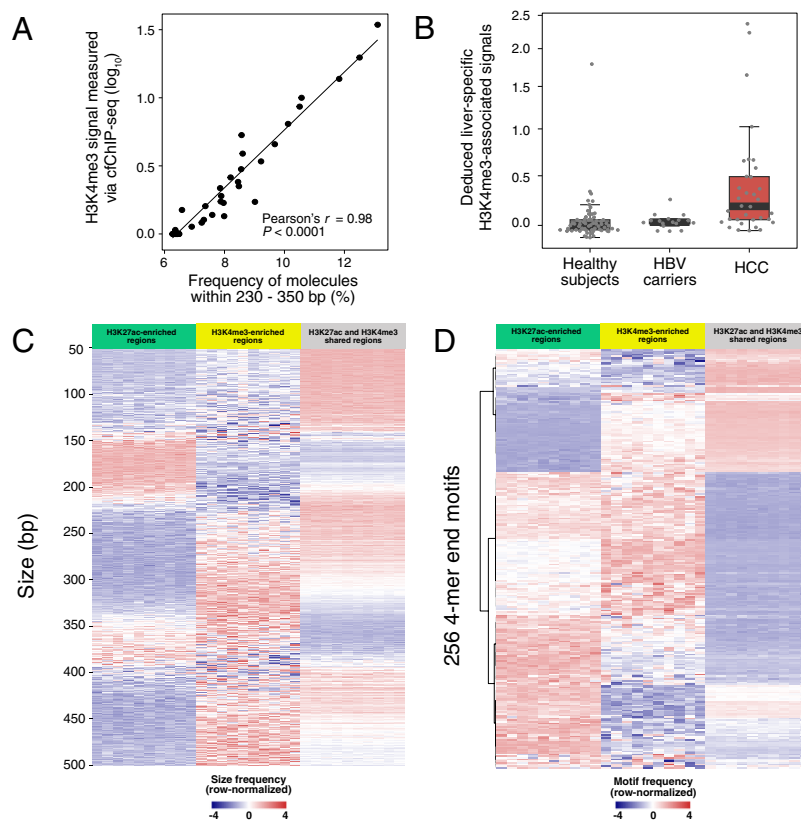 A
H3K4me3 signal measured
via cfChIP-seq (log10)
1.5
1.0
0.5
0.0
Pearson's r = 0.98
P < 0.0001
6
8
10
12
Frequency of molecules
within 230 - 350 bp (%)
B
Deduced liver-specific
H3K4me3-associated signals
2.5
2.0
1.5
1.0
0.5
0.0
Healthy
subjects
HBV
carriers
HCC
C
H3K27ac-enriched
regions
H3K4me3-enriched
regions
H3K27ac and H3K4me3
shared regions
Size (bp)
50
100
150
200
250
300
350
400
450
500
Size frequency
(row-normalized)
-4
0
4
D
H3K27ac-enriched
regions
H3K4me3-enriched
regions
H3K27ac and H3K4me3
shared regions
256 4-mer end motifs
Motif frequency
(row-normalized)
-4
0
4